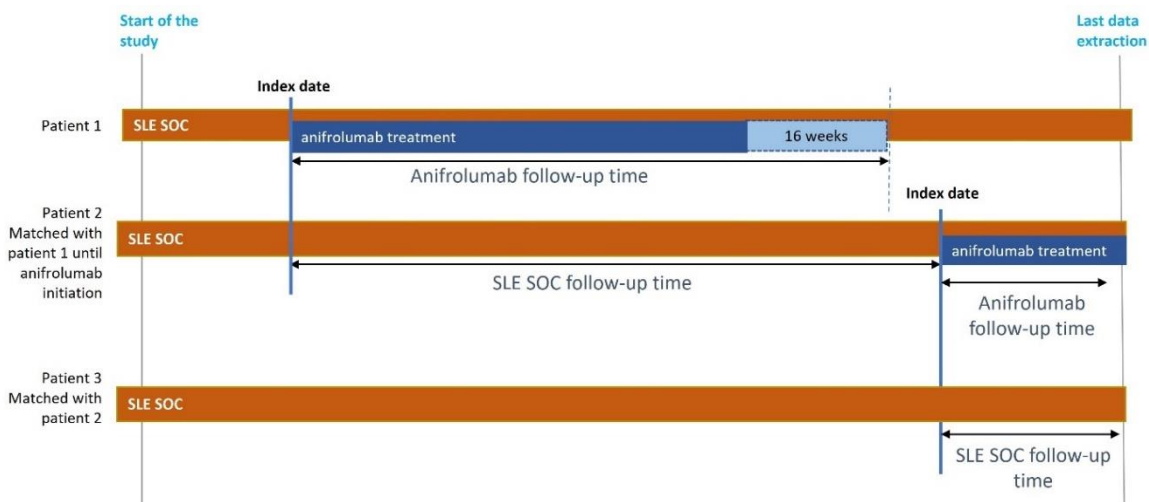 Start of the
study
Last data
extraction
Index date
Patient 1
SLE SOC
anifrolumab treatment
16 weeks
Anifrolumab follow-up time
Index date
Patient 2
Matched with
patient 1 until
anifrolumab
initiation
SLE SOC
anifrolumab treatment
SLE SOC follow-up time
Anifrolumab
follow-up time
Patient 3
Matched with
patient 2
SLE SOC
SLE SOC follow-up
time